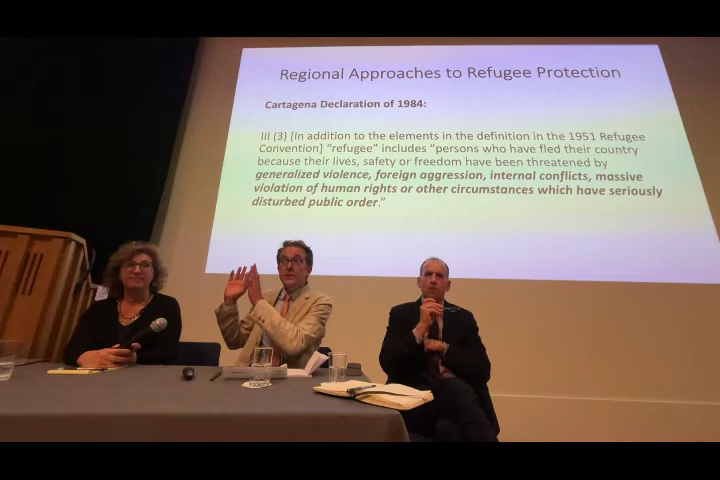 Regional Approaches to Refugee Protection
Cartagena Declaration of 1984:
III (3) [In addition to the elements in the definition in the 1951 Refugee
Convention] "refugee" includes "persons who have fled their country
because their lives, safety or freedom have been threatened by
generalized violence, foreign aggression, internal conflicts, massive
violation of human rights or other circumstances which have seriously
disturbed public order."